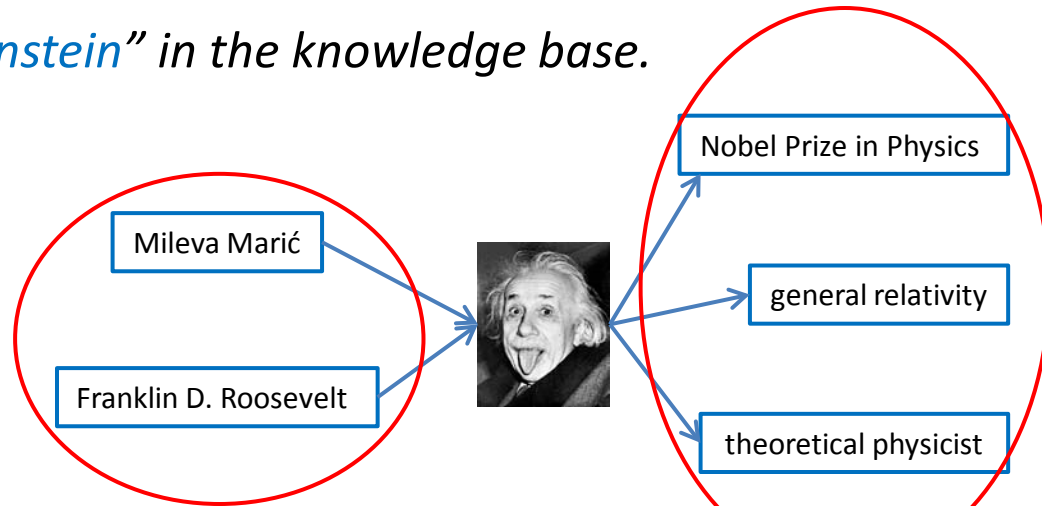 nstein” in the knowledge base.
Nobel Prize in Physics
Mileva Marić
general relativity
Franklin D. Roosevelt
theoretical physicist